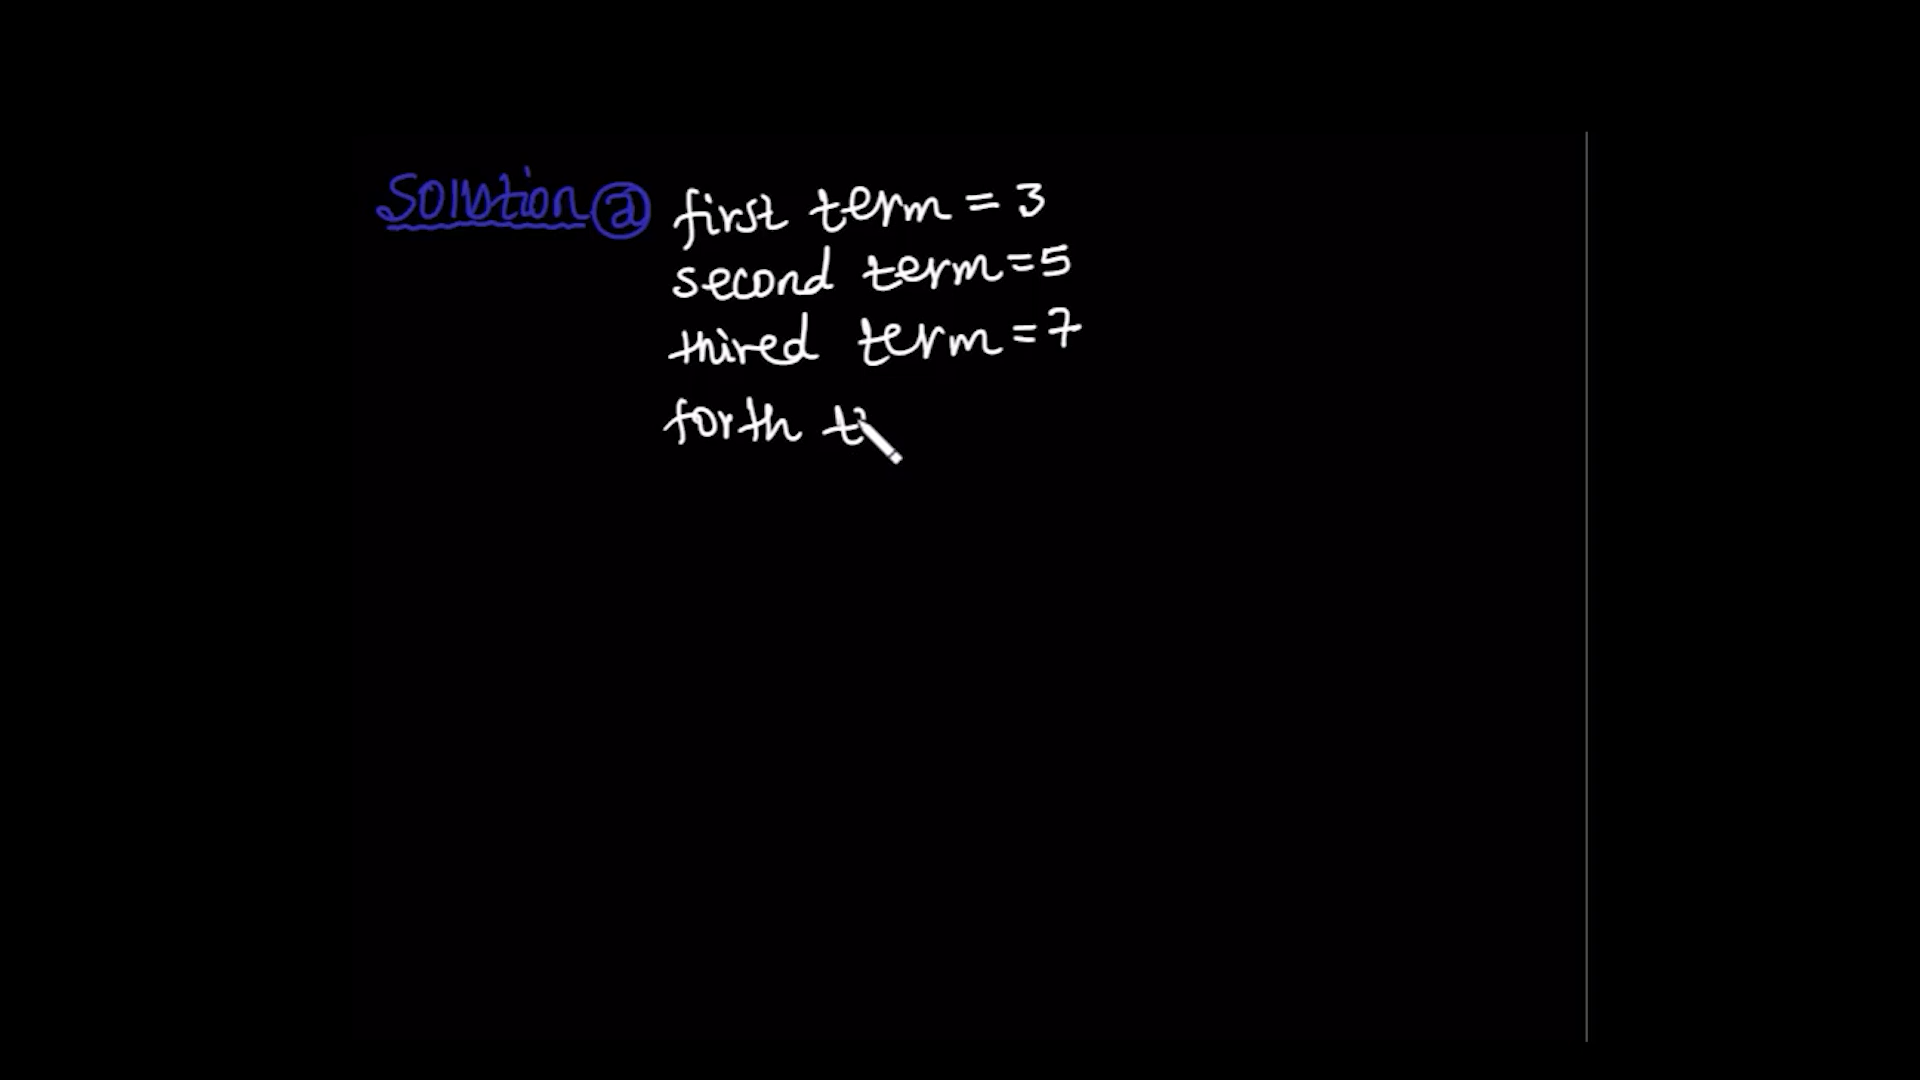 Solution (a) first term = 3
second term = 5
thired term = 7
forth t